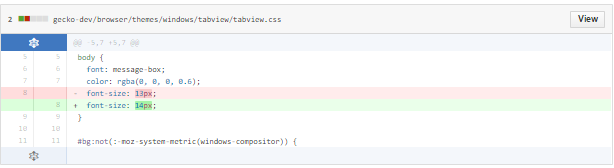 2 gecko-dev/browser/themes/windows/tabview/tabview.css View
@@ -5,7 +5,7 @@
5 5 body {
6 6 font: message-box;
7 7 color: rgba(0, 0, 0, 0.6);
8 - font-size: 13px;
8 + font-size: 14px;
9 9 }
10 10
11 11 #bg:not(:-moz-system-metric(windows-compositor)) {